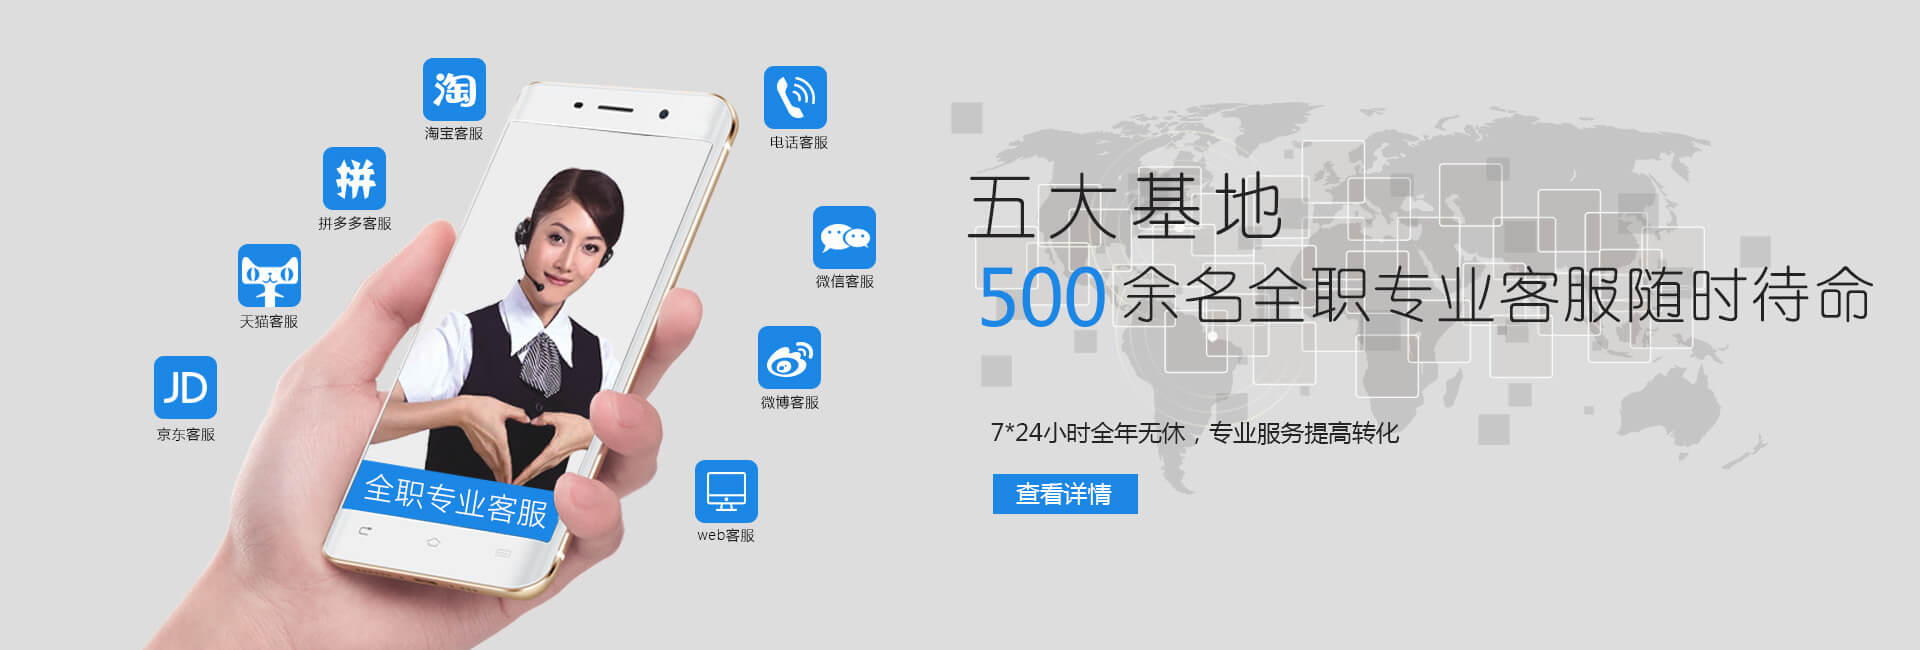 淘
淘宝客服
拼
拼多多客服
天猫客服
JD
京东客服
全职专业客服
电话客服
微信客服
微博客服
web客服
五大基地
500余名全职专业客服随时待命
7*24小时全年无休，专业服务提高转化
查看详情